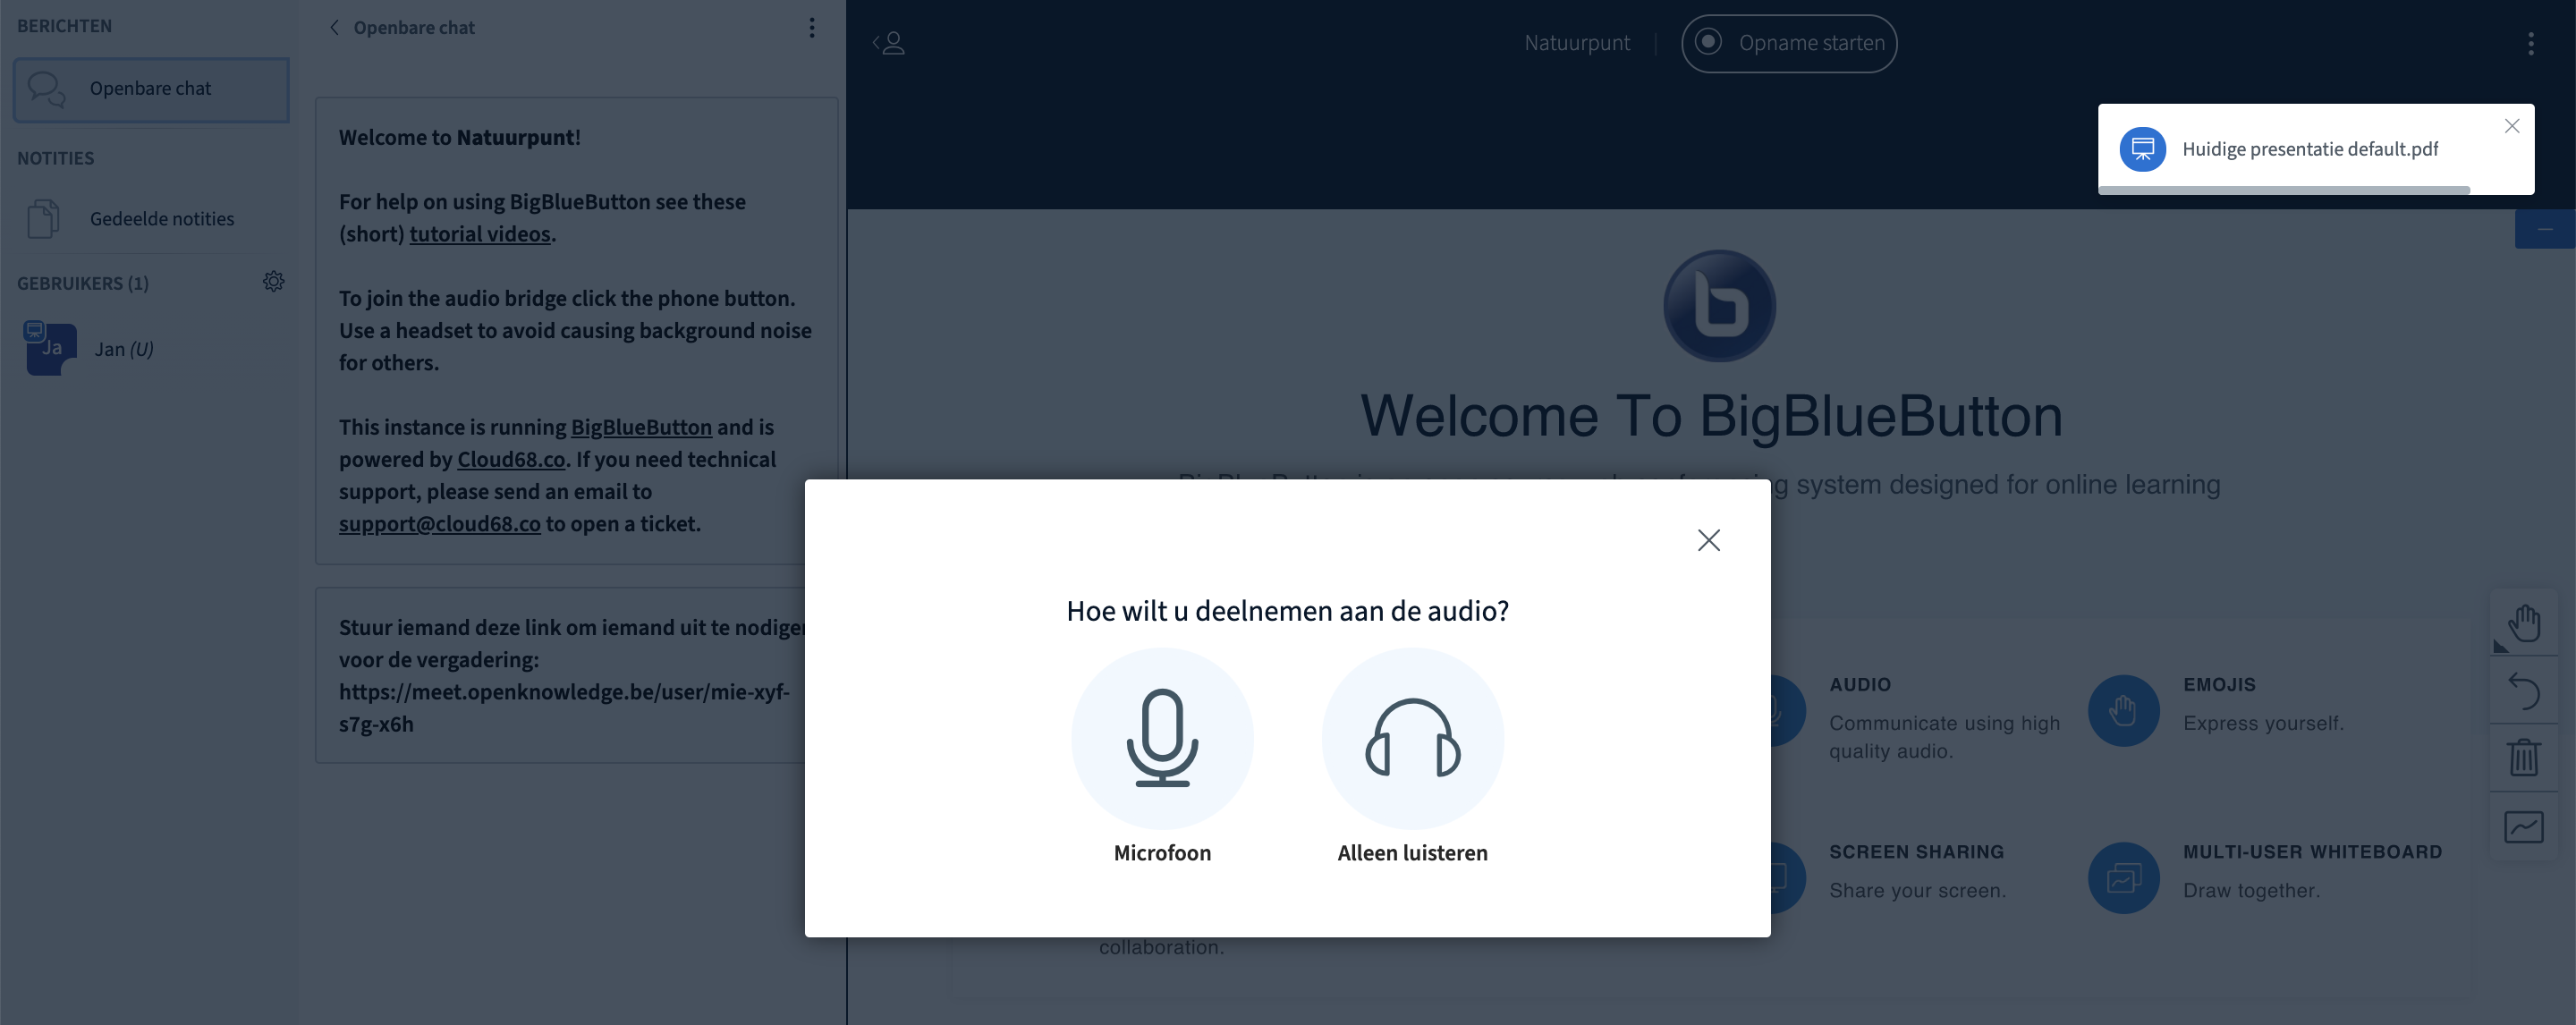 BERICHTEN
Openbare chat
NOTITIES
Gedeelde notities
GEBRUIKERS (1)
Ja
Jan (U)
Openbare chat
Welcome to Natuurpunt!
For help on using BigBlueButton see these
(short) tutorial videos.
To join the audio bridge click the phone button.
Use a headset to avoid causing background noise
for others.
This instance is running BigBlueButton and is
powered by Cloud68.co. If you need technical
support, please send an email to
support@cloud68.co to open a ticket.
Stuur iemand deze link om iemand uit te nodigen
voor de vergadering:
https://meet.openknowledge.be/user/mie-xyf-
s7g-x6h
Natuurpunt
Opname starten
Huidige presentatie default.pdf
Welcome To BigBlueButton
system designed for online learning
Hoe wilt u deelnemen aan de audio?
Microfoon
Alleen luisteren
AUDIO
Communicate using high
quality audio.
EMOJIS
Express yourself.
SCREEN SHARING
Share your screen.
MULTI-USER WHITEBOARD
Draw together.
collaboration.